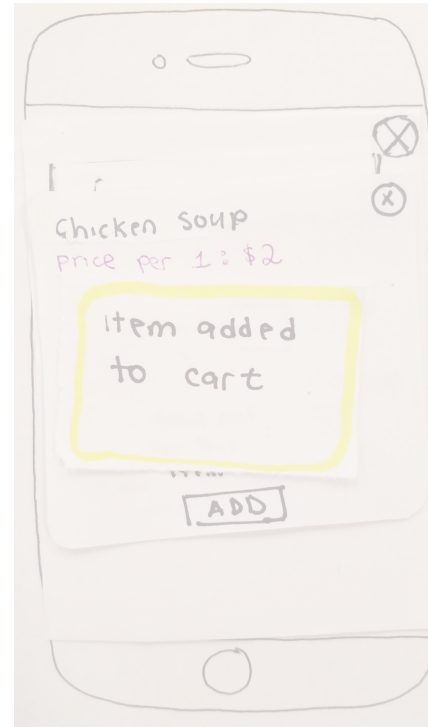 X
Chicken soup
price per 1: $2
item added
to cart
ADD